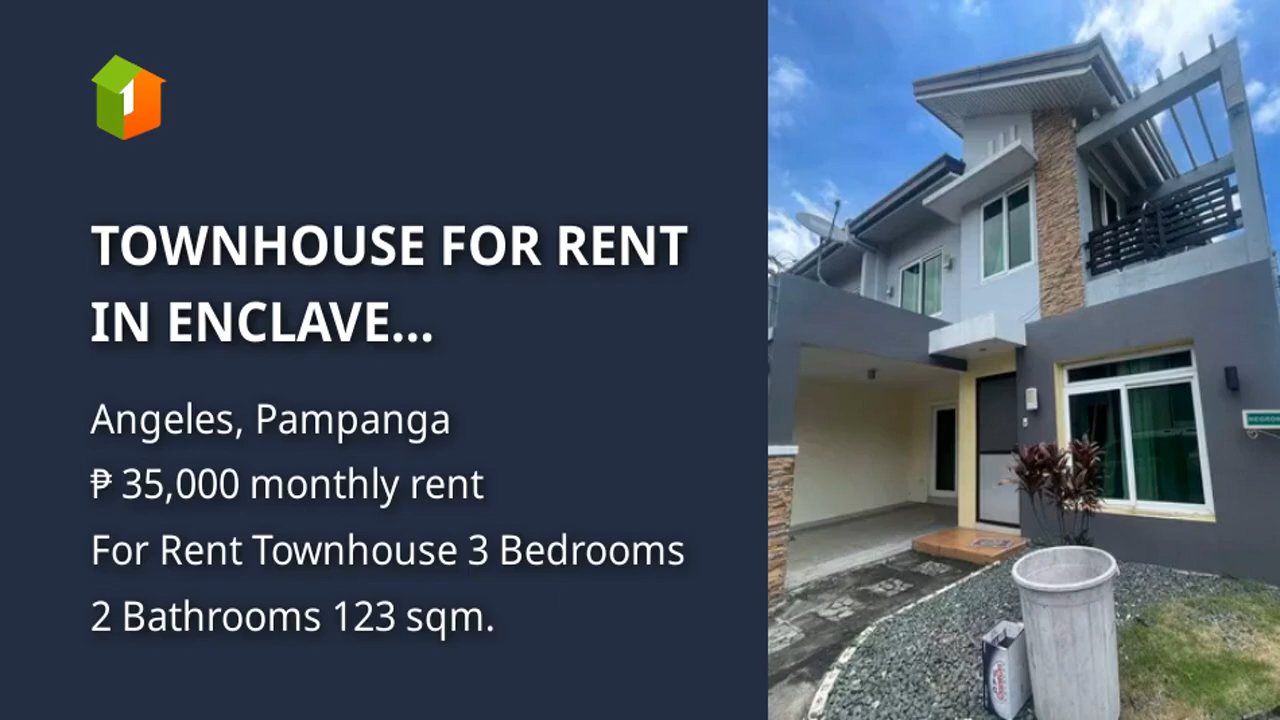 TOWNHOUSE FOR RENT
IN ENCLAVE...
Angeles, Pampanga
₱ 35,000 monthly rent
For Rent Townhouse 3 Bedrooms
2 Bathrooms 123 sqm.